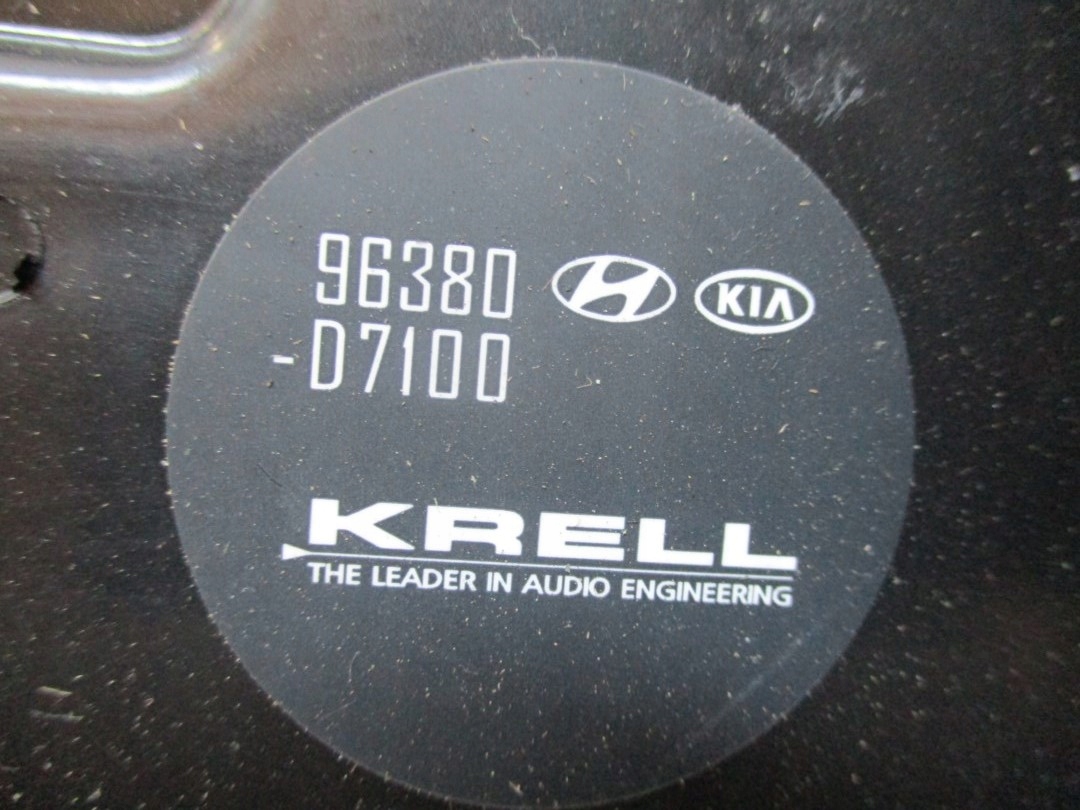 96380
-D7100
KIA
KRELL
THE LEADER IN AUDIO ENGINEERING